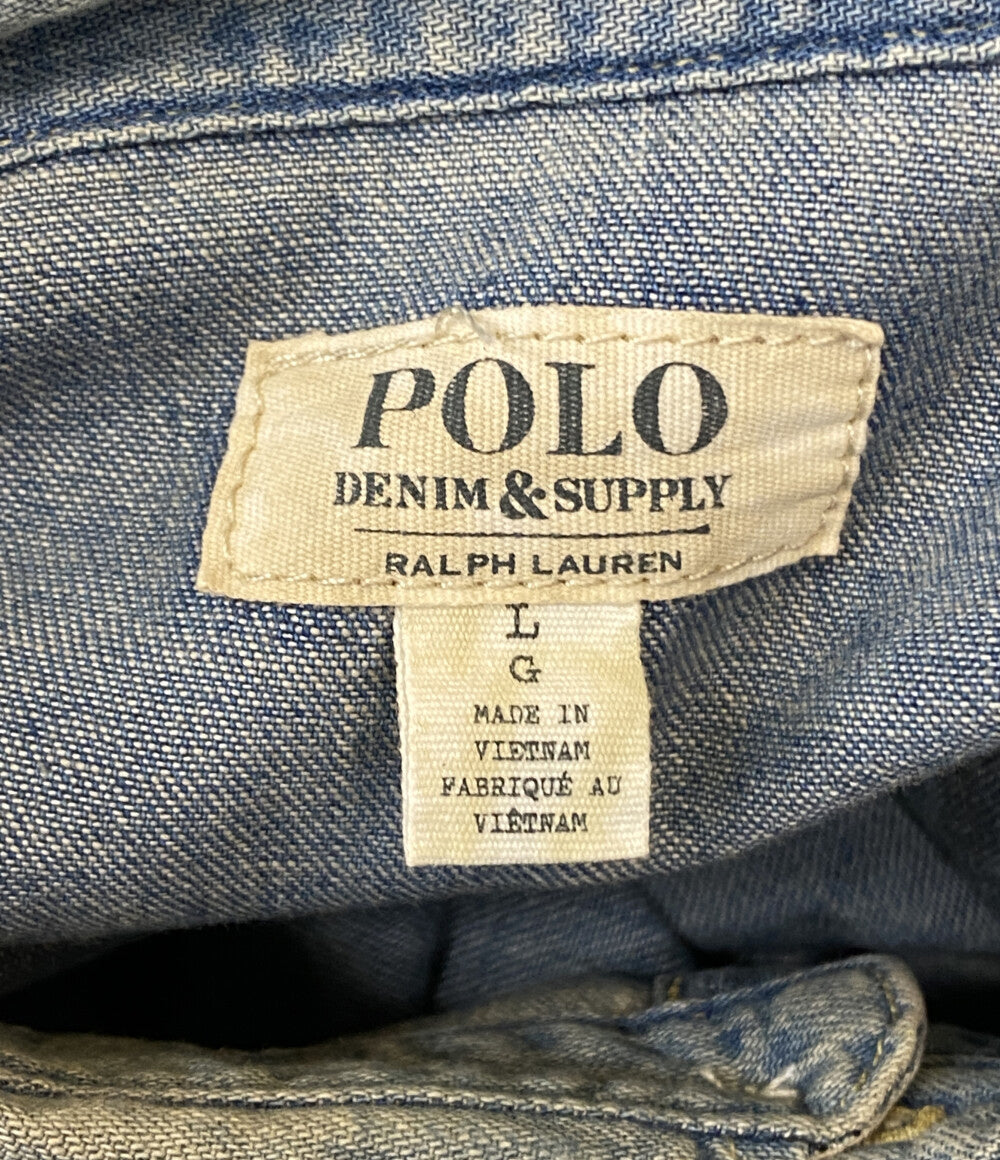 POLO
DENIM & SUPPLY
RALPH LAUREN
L
G
MADE IN
VIETNAM
FABRIQUÉ AU
VIÊTNAM